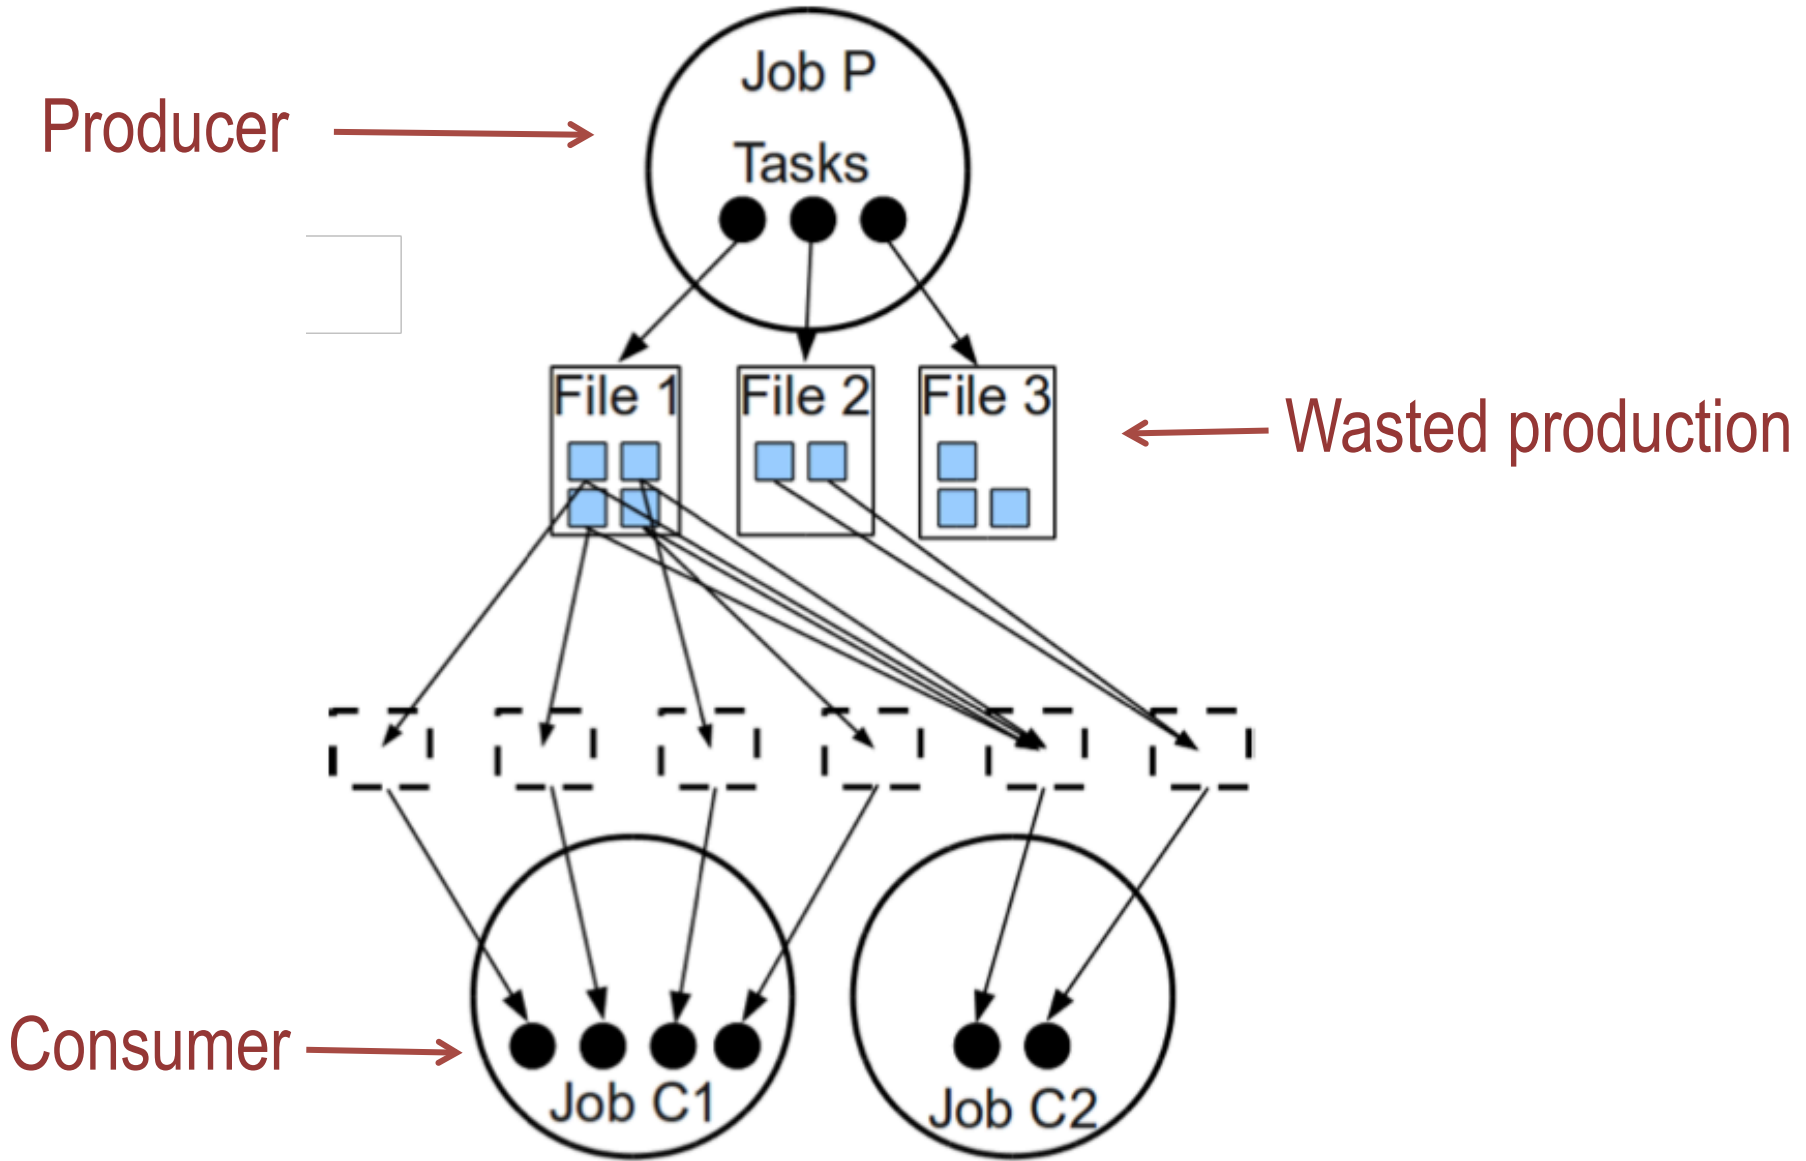 Job P
Producer
Tasks
File 1
File 2
File 3
Wasted production
Consumer
Job C1
Job C2